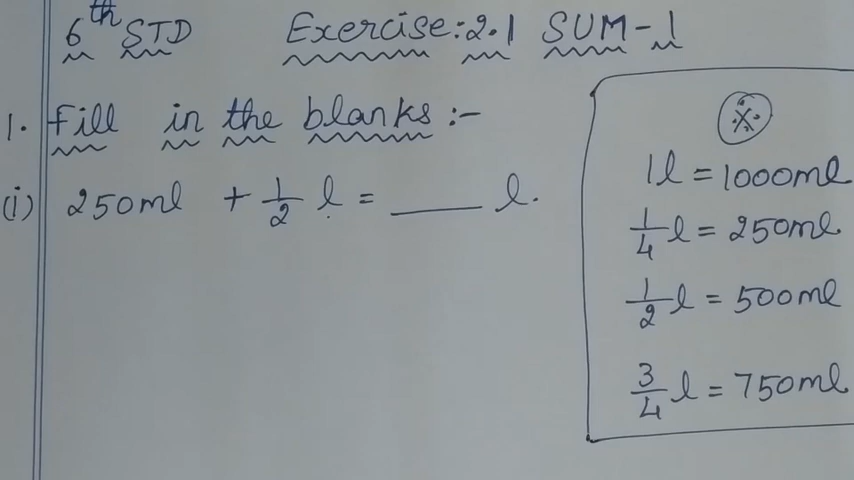 6th STD Exercise:2.1 SUM-1
1. Fill in the blanks :-
(i) 250ml + 1/2 l = ____ l.
1l = 1000ml
1/4 l = 250ml
1/2 l = 500ml
3/4 l = 750ml